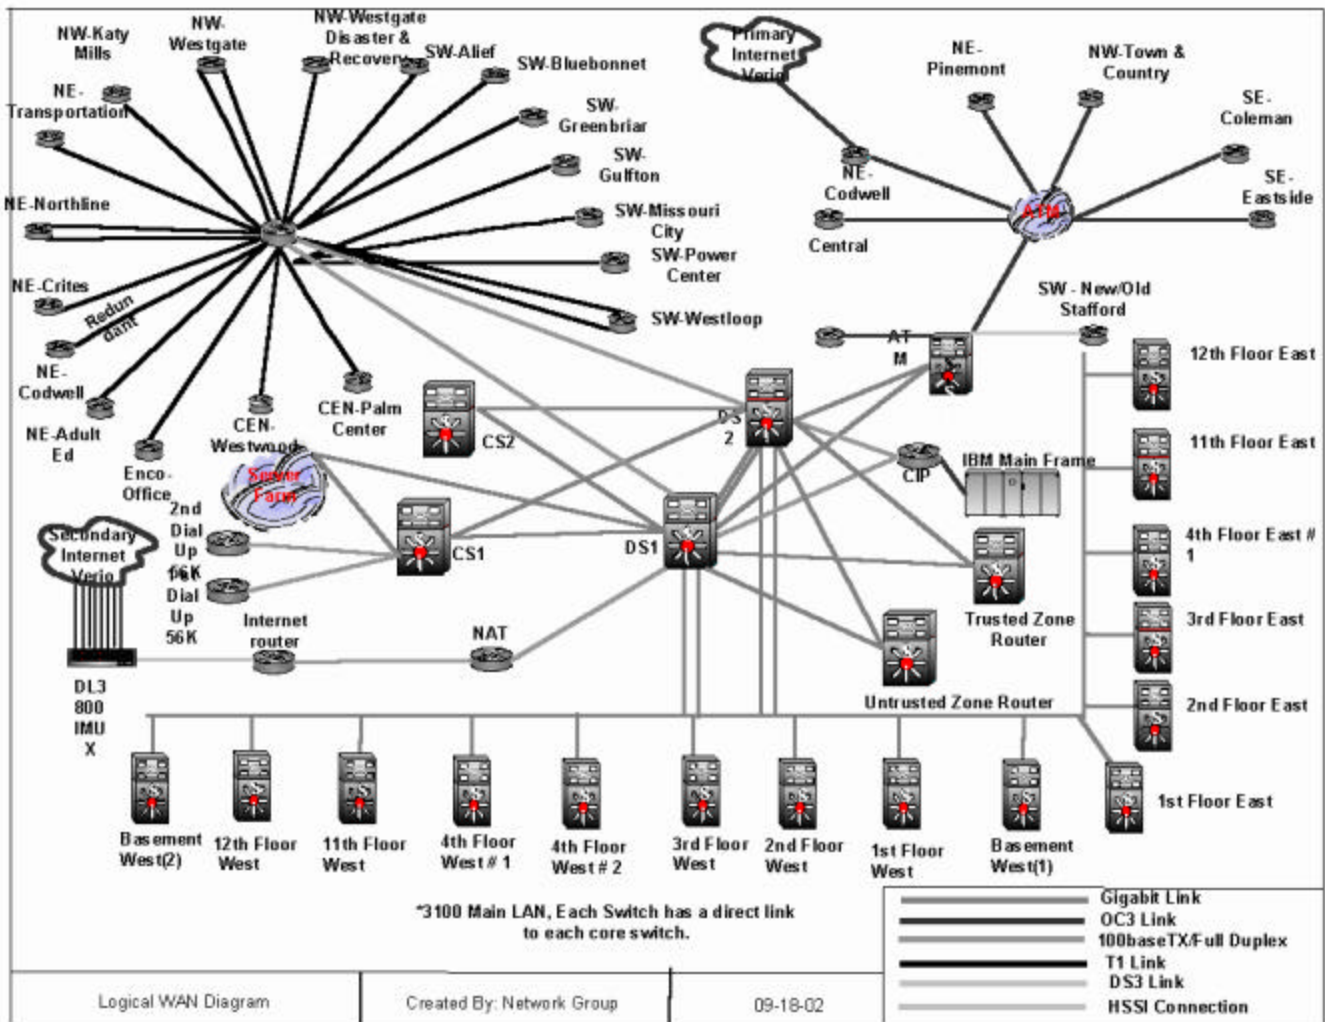 NW-Katy
Mills
NW-
Westgate
NW-Westgate
Disaster &
Recovery
SW-Alief
SW-Bluebonnet
NE-
Transportation
SW-
Greenbriar
SW-
Gulfton
NE-Northline
SW-Missouri
City
SW-Power
Center
NE-Crites
Redun
dant
SW-Westloop
NE-
Codwell
NE-Adult
Ed
Enco-
Office
CEN-
Westwood
CEN-Palm
Center
Primary
Internet
Verio
NE-
Pinemont
NW-Town &
Country
SE-
Coleman
NE-
Codwell
ATM
SE-
Eastside
Central
SW - New/Old
Stafford
AT
M
12th Floor East
11th Floor East
4th Floor East #
1
3rd Floor East
2nd Floor East
1st Floor East
CS2
DS
2
CIP
IBM Main Frame
Server
Farm
CS1
DS1
Trusted Zone
Router
Untrusted Zone Router
Secondary
Internet
Verio
2nd
Dial
Up
56K
Dial
Up
56K
Internet
router
NAT
DL3
800
IMU
X
Basement
West(2)
12th Floor
West
11th Floor
West
4th Floor
West # 1
4th Floor
West # 2
3rd Floor
West
2nd Floor
West
1st Floor
West
Basement
West(1)
*3100 Main LAN, Each Switch has a direct link
to each core switch.
Gigabit Link
OC3 Link
100baseTX/Full Duplex
T1 Link
DS3 Link
HSSI Connection
Logical WAN Diagram
Created By: Network Group
09-18-02